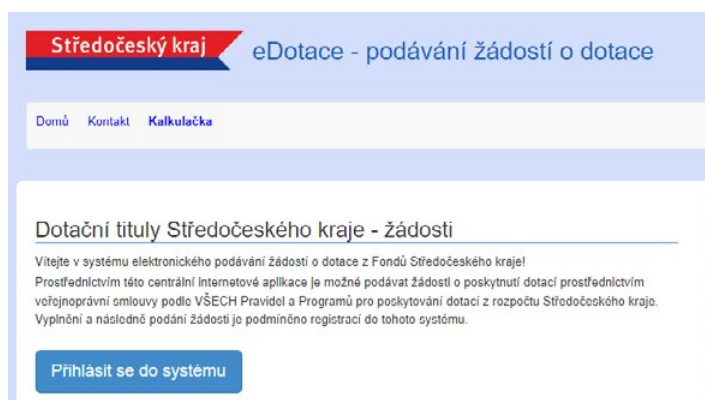 Středočeský kraj
eDotace - podávání žádostí o dotace
Domů Kontakt Kalkulačka
Dotační tituly Středočeského kraje - žádosti
Vítejte v systému elektronického podávání žádostí o dotace z Fondů Středočeského kraje!
Prostřednictvím této centrální internetové aplikace je možné podávat žádosti o poskytnutí dotací prostřednictvím
veřejnoprávní smlouvy podle VŠECH Pravidel a Programů pro poskytování dotací z rozpočtu Středočeského kraje.
Vyplnění a následné podání žádosti je podmíněno registrací do tohoto systému.
Přihlásit se do systému